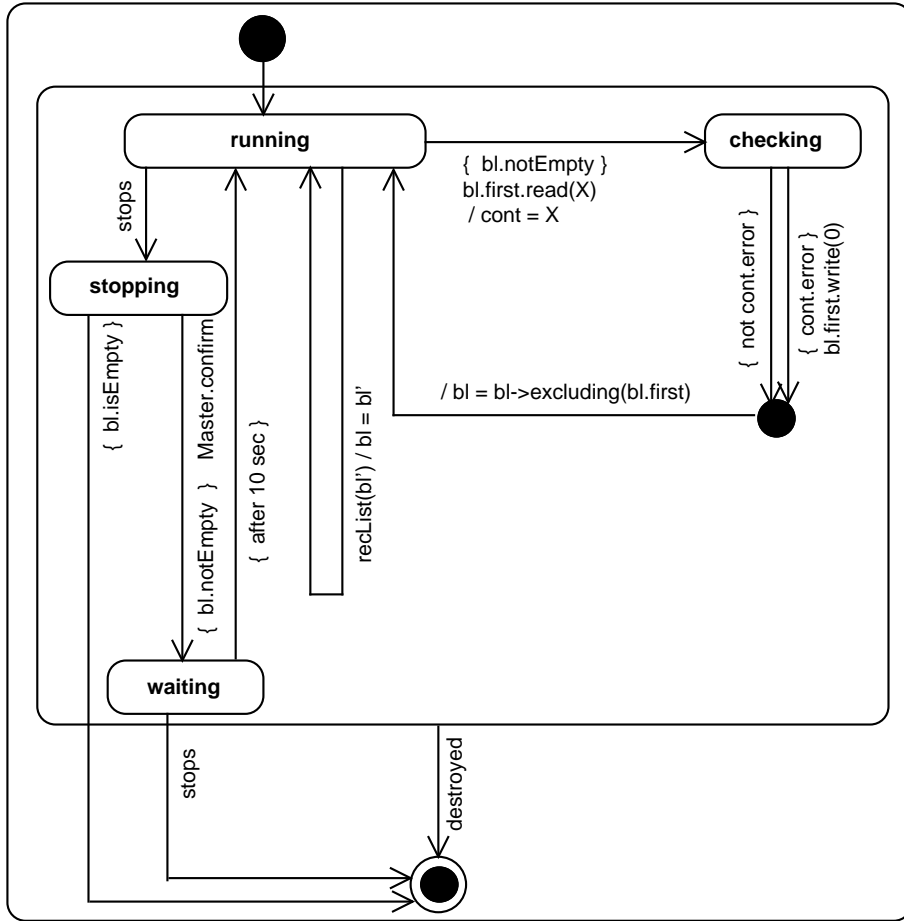 running
checking
{ bl.notEmpty }
bl.first.read(X)
/ cont = X
stops
stopping
{ not cont.error }
{ cont.error }
bl.first.write(0)
{ bl.isEmpty }
{ bl.notEmpty } Master.confirm
{ after 10 sec }
recList(bl') / bl = bl'
/ bl = bl->excluding(bl.first)
waiting
stops
destroyed